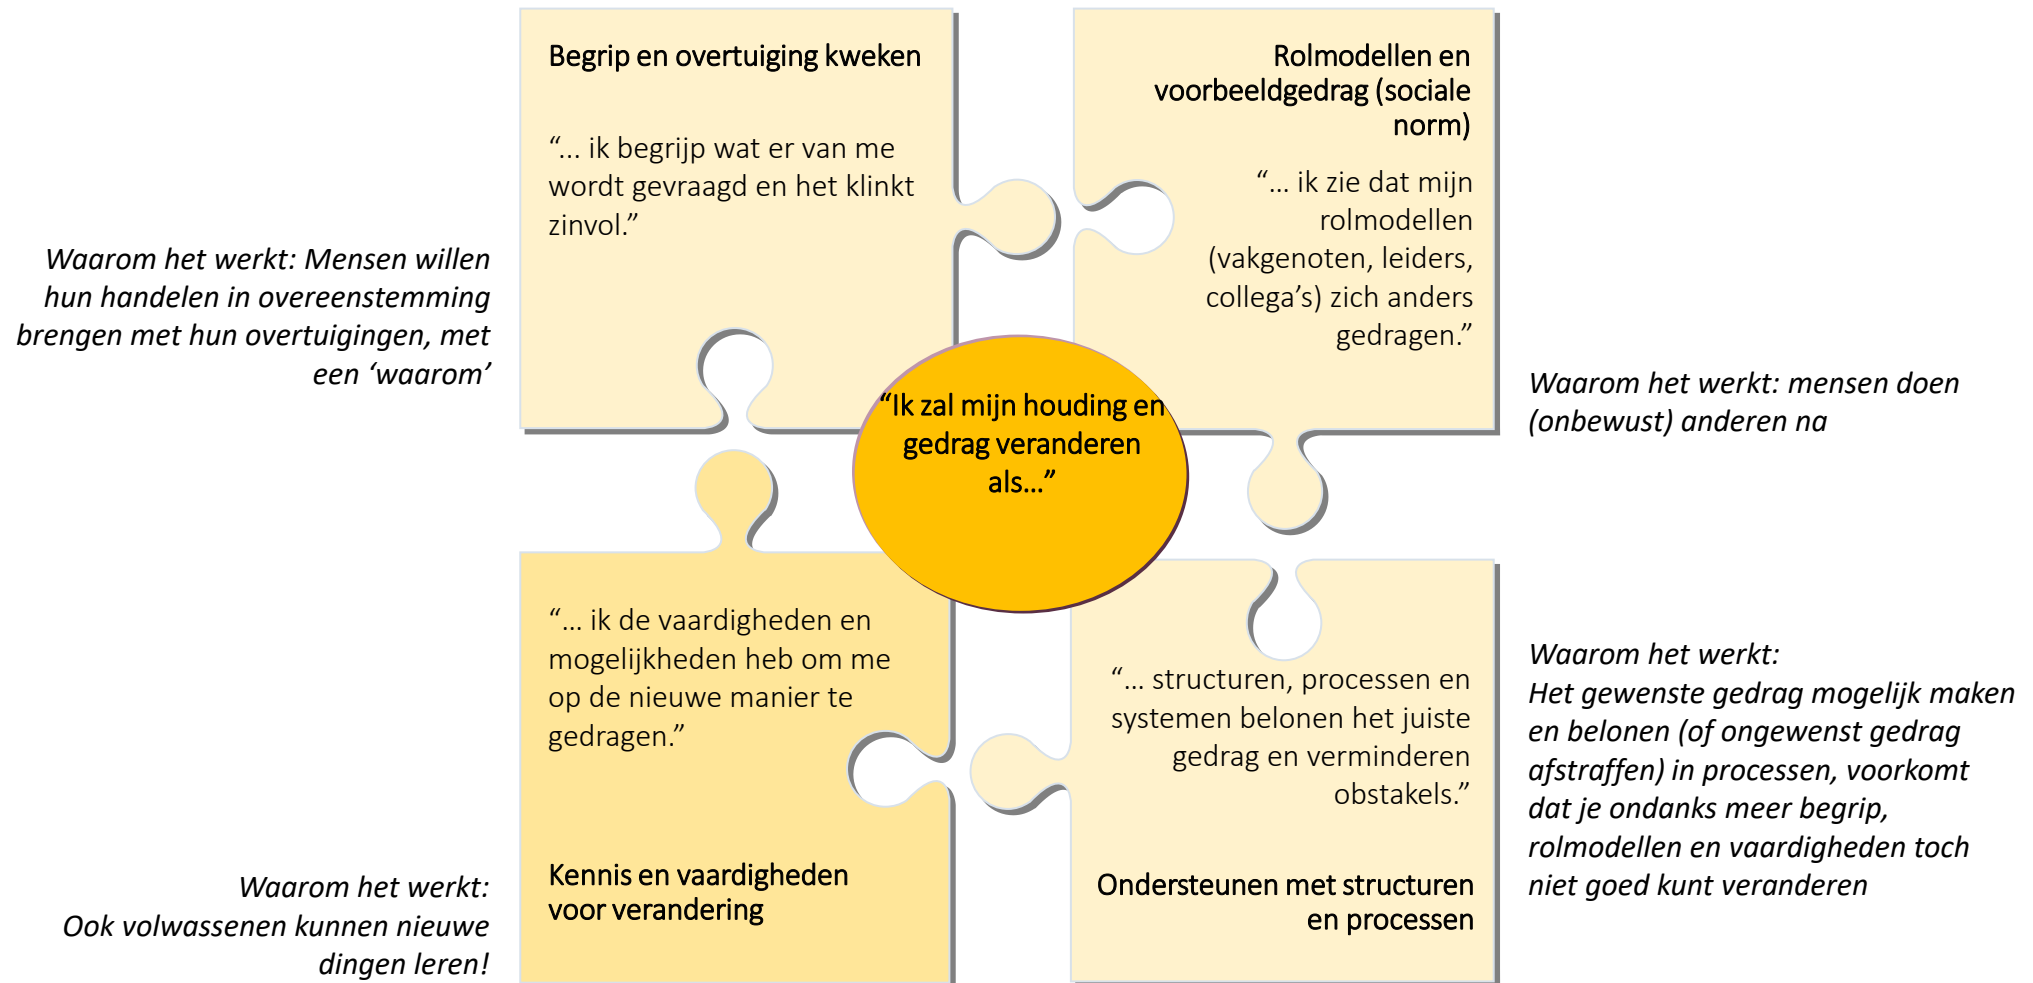 Begrip en overtuiging kweken
“... ik begrijp wat er van me
wordt gevraagd en het klinkt
zinvol.”
Waarom het werkt: Mensen willen
hun handelen in overeenstemming
brengen met hun overtuigingen, met
een ‘waarom’
Rolmodellen en
voorbeeldgedrag (sociale
norm)
“... ik zie dat mijn
rolmodellen
(vakgenoten, leiders,
collega’s) zich anders
gedragen.”
Waarom het werkt: mensen doen
(onbewust) anderen na
“Ik zal mijn houding en
gedrag veranderen
als...”
“... ik de vaardigheden en
mogelijkheden heb om me
op de nieuwe manier te
gedragen.”
Kennis en vaardigheden
voor verandering
Waarom het werkt:
Ook volwassenen kunnen nieuwe
dingen leren!
“... structuren, processen en
systemen belonen het juiste
gedrag en verminderen
obstakels.”
Ondersteunen met structuren
en processen
Waarom het werkt:
Het gewenste gedrag mogelijk maken
en belonen (of ongewenst gedrag
afstraffen) in processen, voorkomt
dat je ondanks meer begrip,
rolmodellen en vaardigheden toch
niet goed kunt veranderen